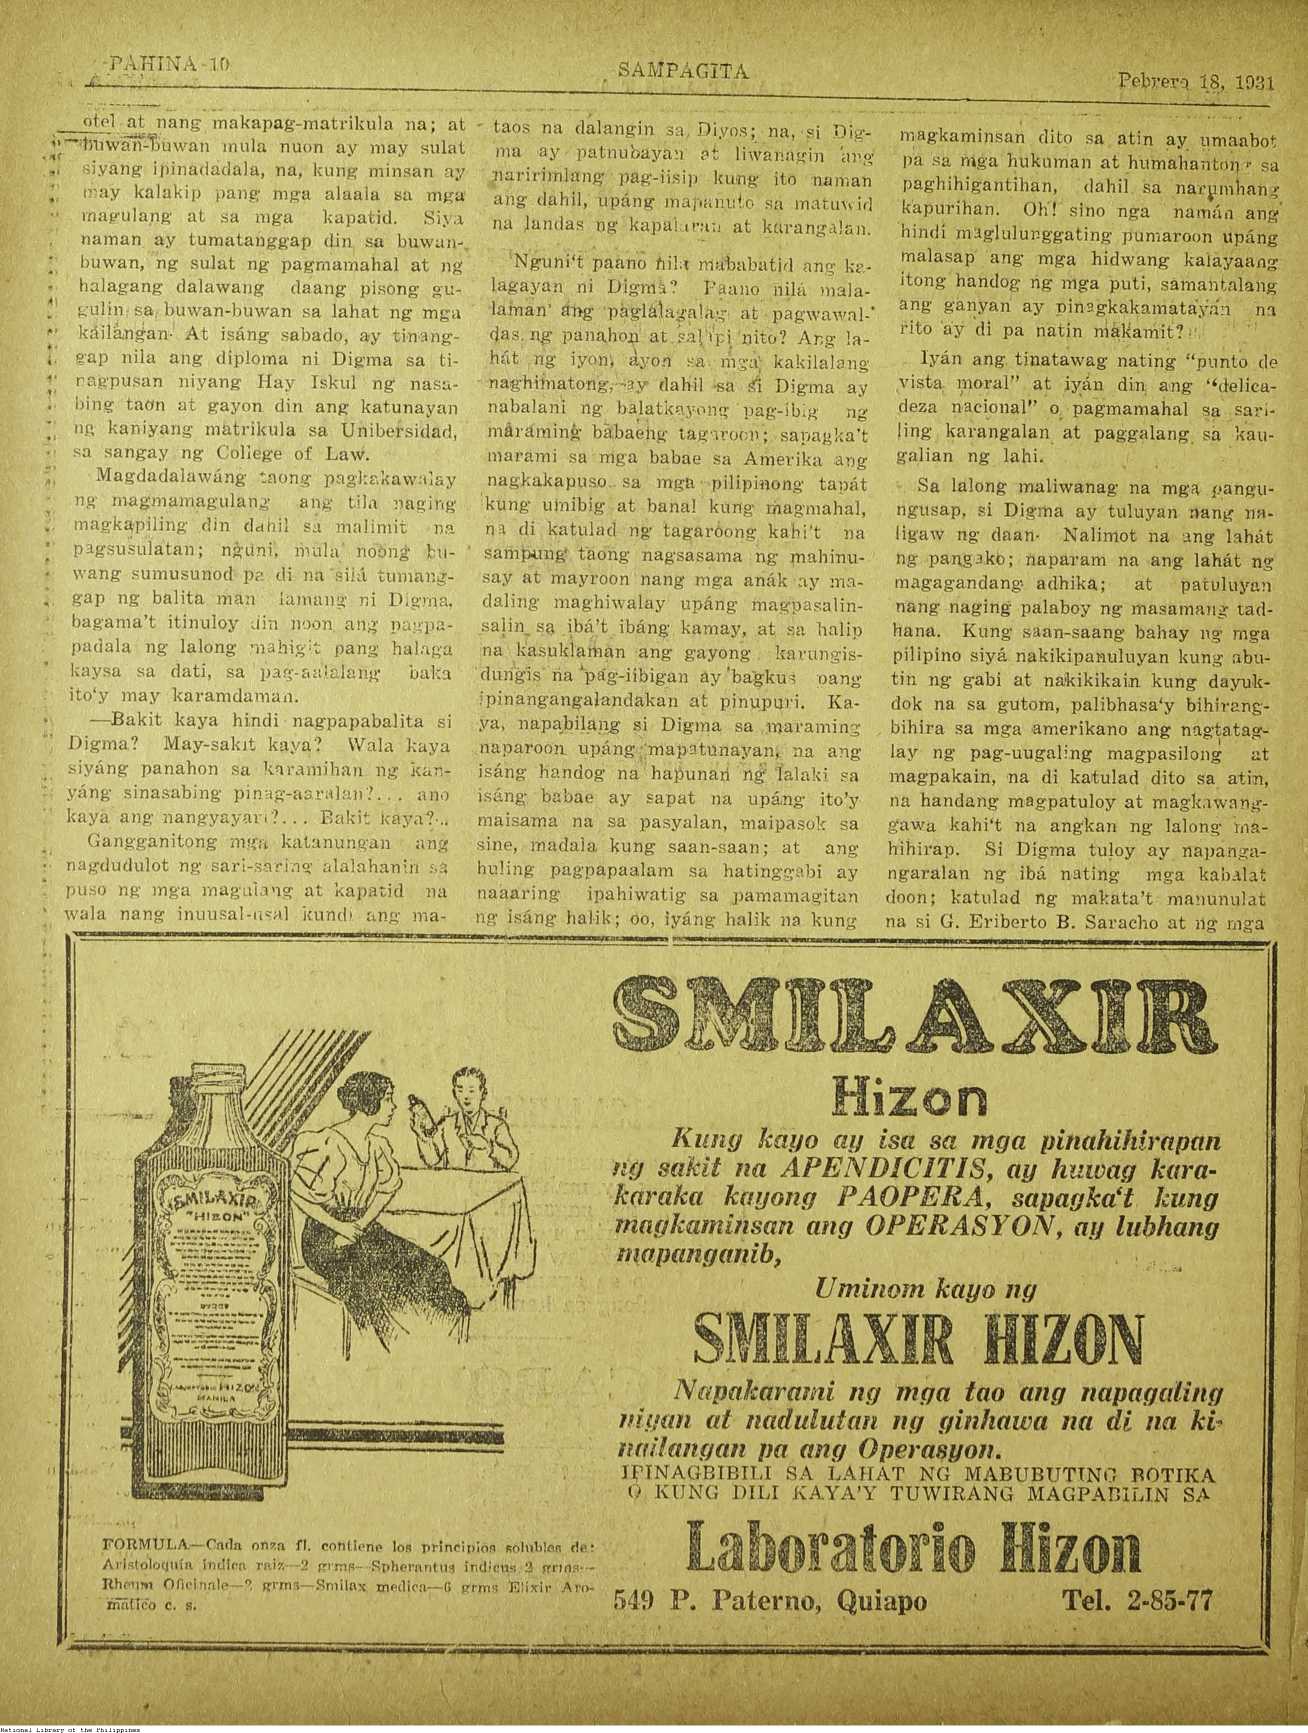 PAHINA 10
SAMPAGITA
Pebrero 18, 1931
otel at nang makapag-matrikula na; at
buwan-buwan mula nuon ay may sulat
siyang ipinadadala, na, kung minsan ay
may kalakip pang mga alaala sa mga
magulang at sa mga kapatid. Siya
naman ay tumatanggap din sa buwan-
buwan, ng sulat ng pagmamahal at ng
halagang dalawang daang pisong gu-
gulin sa buwan-buwan sa lahat ng mga
kailangan. At isáng sabado, ay tinang-
gap nila ang diploma ni Digma sa ti-
nagpusan niyang Hay Iskul ng nasa-
bing taon at gayon din ang katunayan
ng kaniyang matrikula sa Unibersidad,
sa sangay ng College of Law.
Magdadalawáng taong pagkakawalay
ng magmamagulang ang tila naging
magkapiling din dahil sa malimit na
pagsusulatan; nguni, mula noong bu-
wang sumusunod pa di na silá tumang-
gap ng balita man lamang ni Digma,
bagama't itinuloy din noon ang pagpa-
padala ng lalong mahigit pang halaga
kaysa sa dati, sa pag-aalalang baka
ito'y may karamdaman.
—Bakit kaya hindi nagpapabalita si
Digma? May-sakit kaya? Wala kaya
siyáng panahon sa karamihan ng kan-
yáng sinasabing pinag-aaralan?... ano
kaya ang nangyayari?... Bakit kaya?...
Gangganitong mga katanungan ang
nagdudulot ng sari-saring alalahanin sa
puso ng mga magulang at kapatid na
wala nang inuusal-usal kundi ang ma-
taos na dalangin sa Diyos; na, si Dig-
ma ay patnubayan at liwanagin ang
naririmlang pag-iisip kung ito naman
ang dahil, upáng mapanuto sa matuwid
na landas ng kapalaran at karangalan.
Nguni't paano nila mababatid ang ka-
lagayan ni Digma? Paano nilá mala-
laman ang paglalagalag at pagwawal-
das ng panahon at salapi nito? Ang la-
hát ng iyon, ayon sa mga kakilalang
naghimatong, ay dahil sa si Digma ay
nabalani ng balatkayong pag-ibig ng
maraming babaeng tagaroon; sapagka't
marami sa mga babae sa Amerika ang
nagkakapuso sa mga pilipinong tapát
kung umibig at banal kung magmahal,
na di katulad ng tagaroong kahi't na
sampung taong nagsasama ng mahinu-
say at mayroon nang mga anák ay ma-
daling maghiwalay upáng magpasalin-
salin sa ibá't ibáng kamay, at sa halip
na kasuklaman ang gayong karungis-
dungis na pag-iibigan ay bagkus pang
ipinangangalandakan at pinupuri. Ka-
ya, napabilang si Digma sa maraming
naparoon upáng mapatunayan, na ang
isáng handog na hapunan ng lalaki sa
isáng babae ay sapat na upáng ito'y
maisama na sa pasyalan, maipasok sa
sine, madala kung saan-saan; at ang
huling pagpapaalam sa hatinggabi ay
naaaring ipahiwatig sa pamamagitan
ng isáng halik; oo, iyáng halik na kung
magkaminsan dito sa atin ay umaabot
pa sa mga hukuman at humahantong sa
paghihigantihan, dahil sa narumhang
kapurihan. Oh! sino nga namán ang
hindi maglulunggating pumaroon upáng
malasap ang mga hidwang kalayaang
itong handog ng mga puti, samantalang
ang ganyan ay pinagkakamatayán na
rito ay di pa natin makamit?
Iyán ang tinatawag nating "punto de
vista moral" at iyán din ang "delica-
deza nacional" o pagmamahal sa sari-
ling karangalan at paggalang sa kau-
galian ng lahi.
Sa lalong maliwanag na mga pangu-
ngusap, si Digma ay tuluyan nang na-
ligaw ng daan. Nalimot na ang lahát
ng pangako; naparam na ang lahát ng
magagandang adhika; at patuluyan
nang naging palaboy ng masamang tad-
hana. Kung saan-saang bahay ng mga
pilipino siyá nakikipanuluyan kung abu-
tin ng gabi at nakikikain kung dayuk-
dok na sa gutom, palibhasa'y bihirang-
bihira sa mga amerikano ang nagtatag-
lay ng pag-uugaling magpasilong at
magpakain, na di katulad dito sa atin,
na handang magpatuloy at magkawang-
gawa kahi't na angkan ng lalong ma-
hihirap. Si Digma tuloy ay napanga-
ngaralan ng ibá nating mga kabalat
doon; katulad ng makata't manunulat
na si G. Eriberto B. Saracho at ng mga
SMILAXIR
"HIZON"
HIZON
MANILA
SMILAXIR
Hizon
Kung kayo ay isa sa mga pinahihirapan
ng sakit na APENDICITIS, ay huwag kara-
karaka kayong PAOPERA, sapagka't kung
magkaminsan ang OPERASYON, ay lubhang
mapanganib,
Uminom kayo ng
SMILAXIR HIZON
Napakarami ng mga tao ang napagaling
niyan at nadulutan ng ginhawa na di na ki-
nailangan pa ang Operasyon.
IPINAGBIBILI SA LAHAT NG MABUBUTING BOTIKA
O KUNG DILI KAYA'Y TUWIRANG MAGPABILIN SA
Laboratorio Hizon
549 P. Paterno, Quiapo Tel. 2-85-77
FORMULA—Cada onza fl. contiene los principios solubles de:
Aristoloquia indica raiz—2 grms—Spherantus indicus 2 grms—
Rheum Oficinale—2 grms—Smilax medica—6 grms Elixir Aro-
mático c. s.
National Library of the Philippines